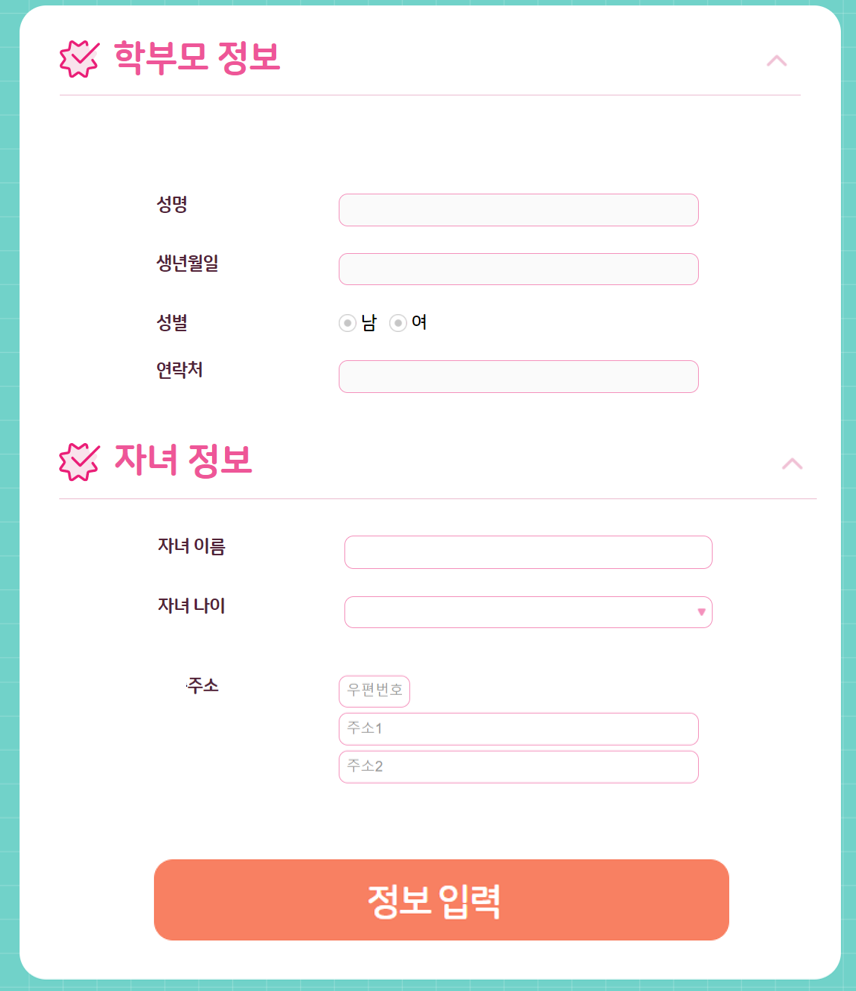 학부모 정보
성명
생년월일
성별 남 여
연락처
자녀 정보
자녀 이름
자녀 나이
주소 우편번호
주소1
주소2
정보 입력